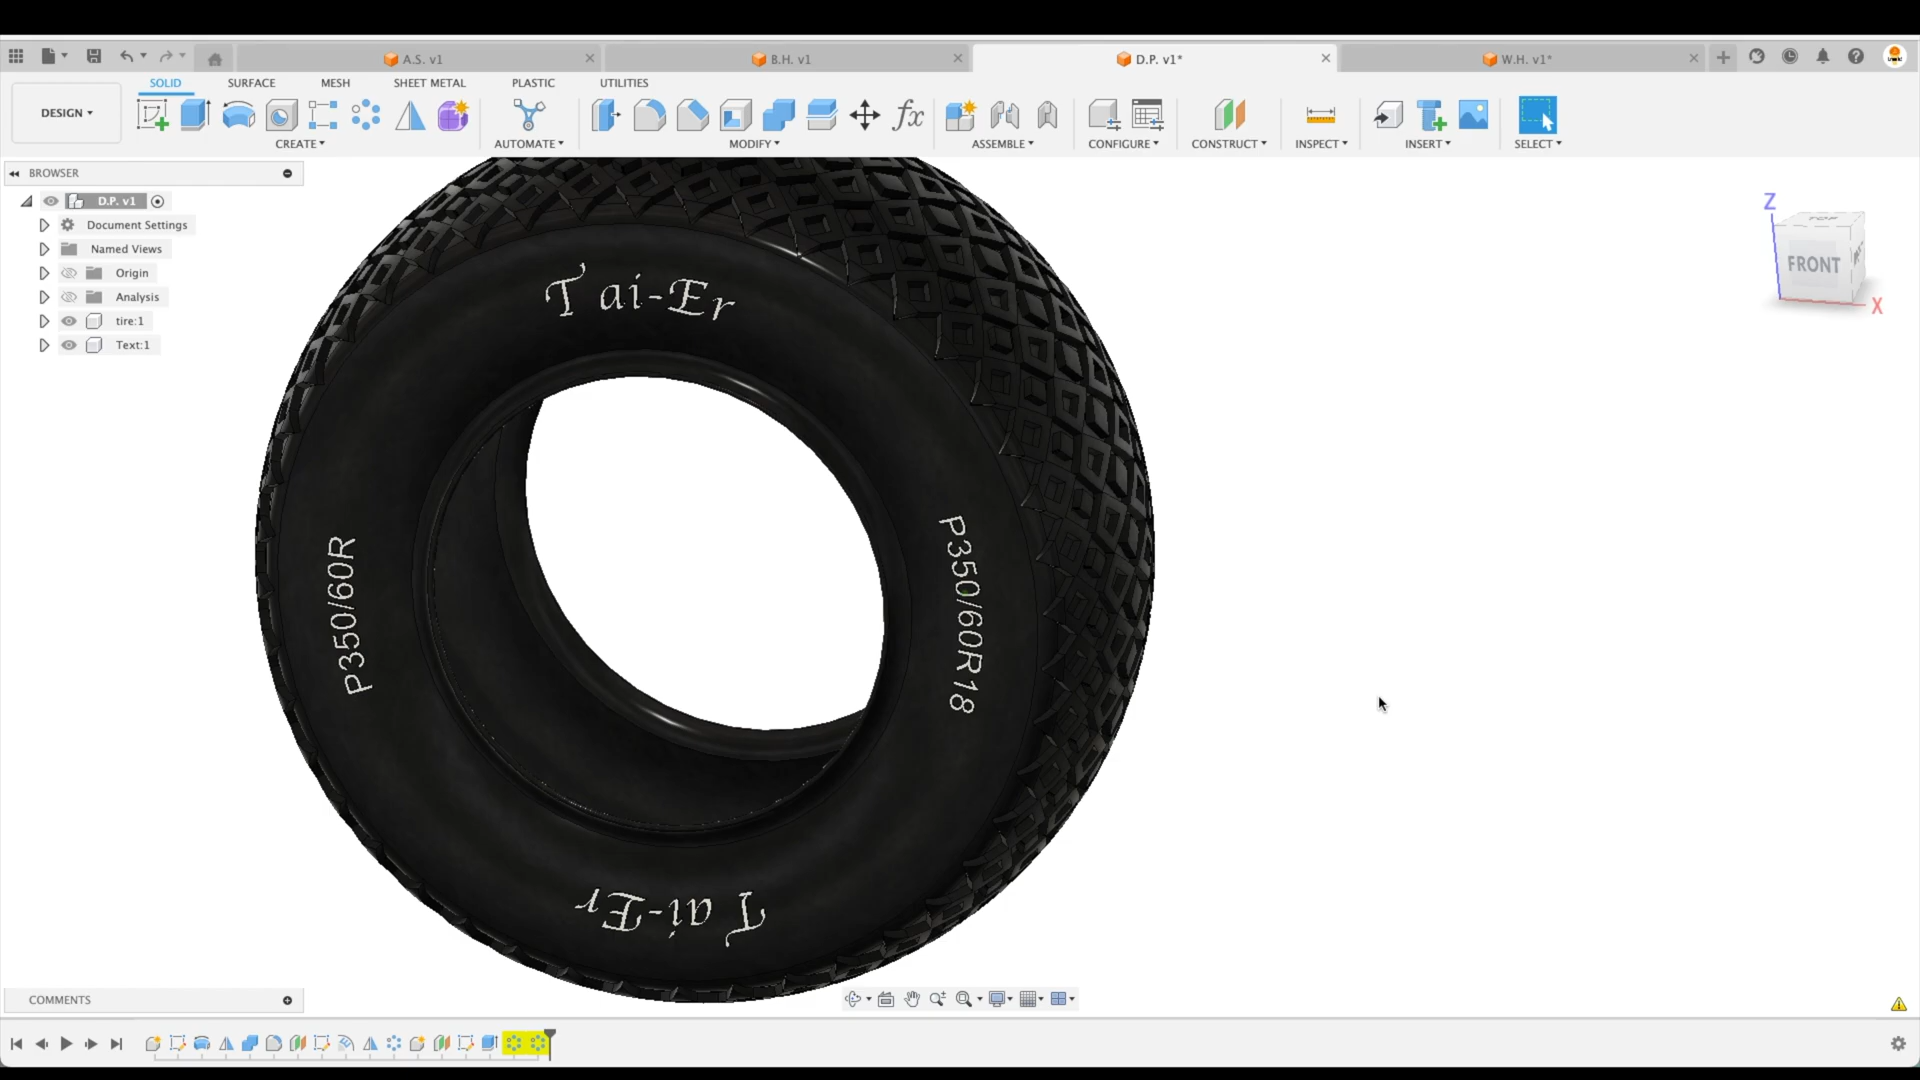 A.S. v1
B.H. v1
D.P. v1*
W.H. v1*
DESIGN
SOLID
SURFACE
MESH
SHEET METAL
PLASTIC
UTILITIES
CREATE
AUTOMATE
MODIFY
fx
ASSEMBLE
CONFIGURE
CONSTRUCT
INSPECT
INSERT
SELECT
BROWSER
D.P. v1
Document Settings
Named Views
Origin
Analysis
tire:1
Text:1
Z
TOP
FRONT
X
Tai-Er
P350/60R
P350/60R18
Tai-Er
COMMENTS